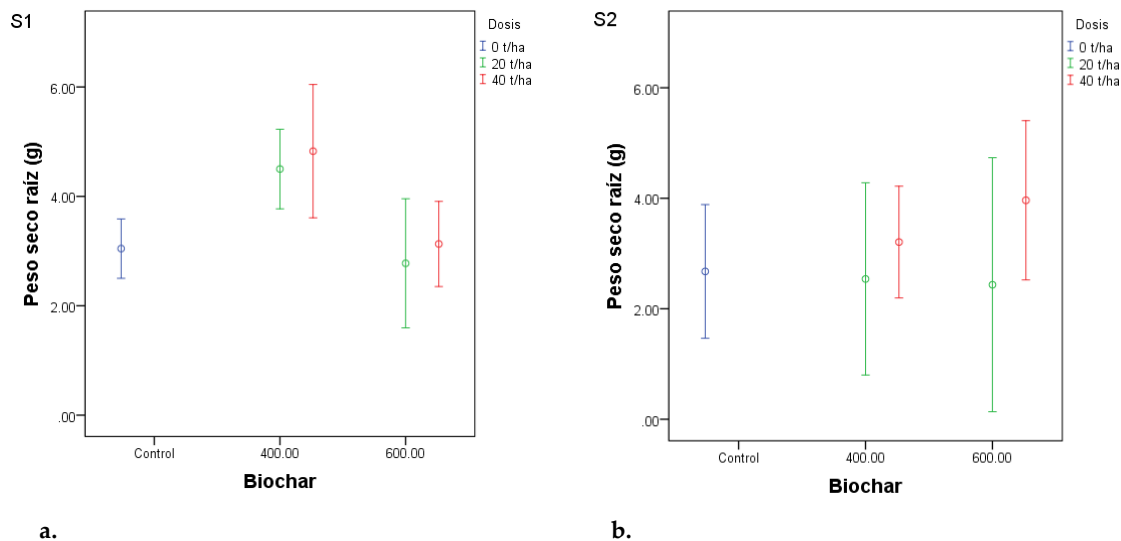 S1
Dosis
0 t/ha
20 t/ha
40 t/ha
Peso seco raíz (g)
6.00
4.00
2.00
.00
Control
400.00
600.00
Biochar
a.
S2
Dosis
0 t/ha
20 t/ha
40 t/ha
Peso seco raíz (g)
6.00
4.00
2.00
.00
Control
400.00
600.00
Biochar
b.